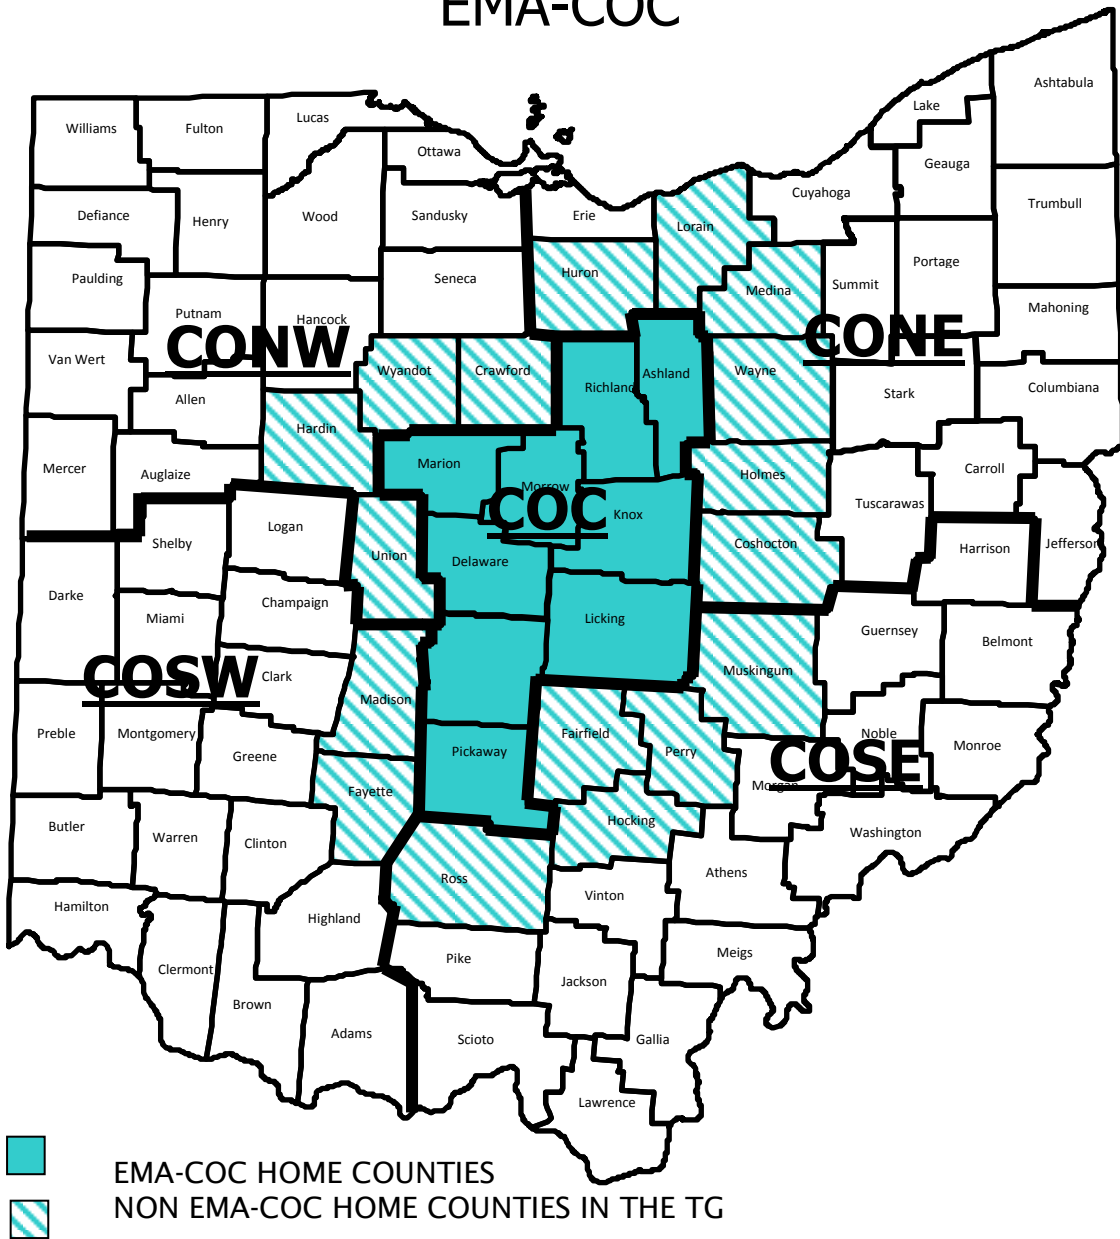 EMA-COC
Ashtabula
Lake
Williams
Fulton
Lucas
Ottawa
Geauga
Cuyahoga
Trumbull
Defiance
Henry
Wood
Sandusky
Erie
Lorain
Portage
Paulding
Seneca
Huron
Medina
Summit
Mahoning
Putnam
Hancock
CONW
CONE
Van Wert
Wyandot
Crawford
Richland
Ashland
Wayne
Columbiana
Stark
Allen
Hardin
Marion
Mercer
Auglaize
Morrow
Holmes
Carroll
COC
Knox
Tuscarawas
Logan
Shelby
Union
Delaware
Coshocton
Harrison
Jefferson
Darke
Champaign
Miami
Licking
Guernsey
Belmont
COSW
Clark
Madison
Muskingum
Preble
Montgomery
Greene
Pickaway
Fairfield
Perry
Noble
Monroe
COSE
Morgan
Fayette
Hocking
Butler
Warren
Clinton
Washington
Ross
Athens
Vinton
Hamilton
Highland
Pike
Meigs
Clermont
Jackson
Brown
Adams
Scioto
Gallia
Lawrence
EMA-COC HOME COUNTIES
NON EMA-COC HOME COUNTIES IN THE TG